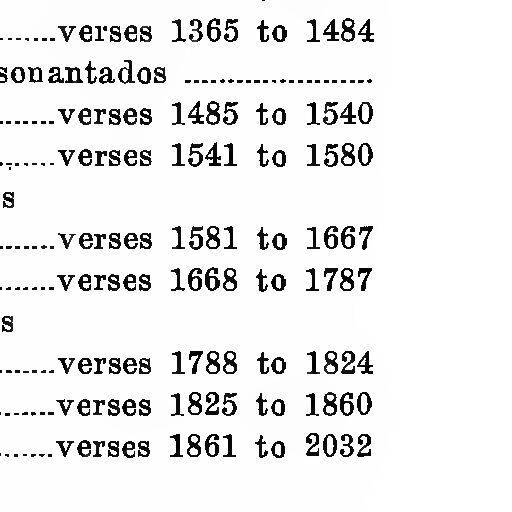 .......verses 1365 to 1484
sonantados ......................
.......verses 1485 to 1540
.......verses 1541 to 1580
s
.......verses 1581 to 1667
.......verses 1668 to 1787
s
.......verses 1788 to 1824
.......verses 1825 to 1860
.......verses 1861 to 2032